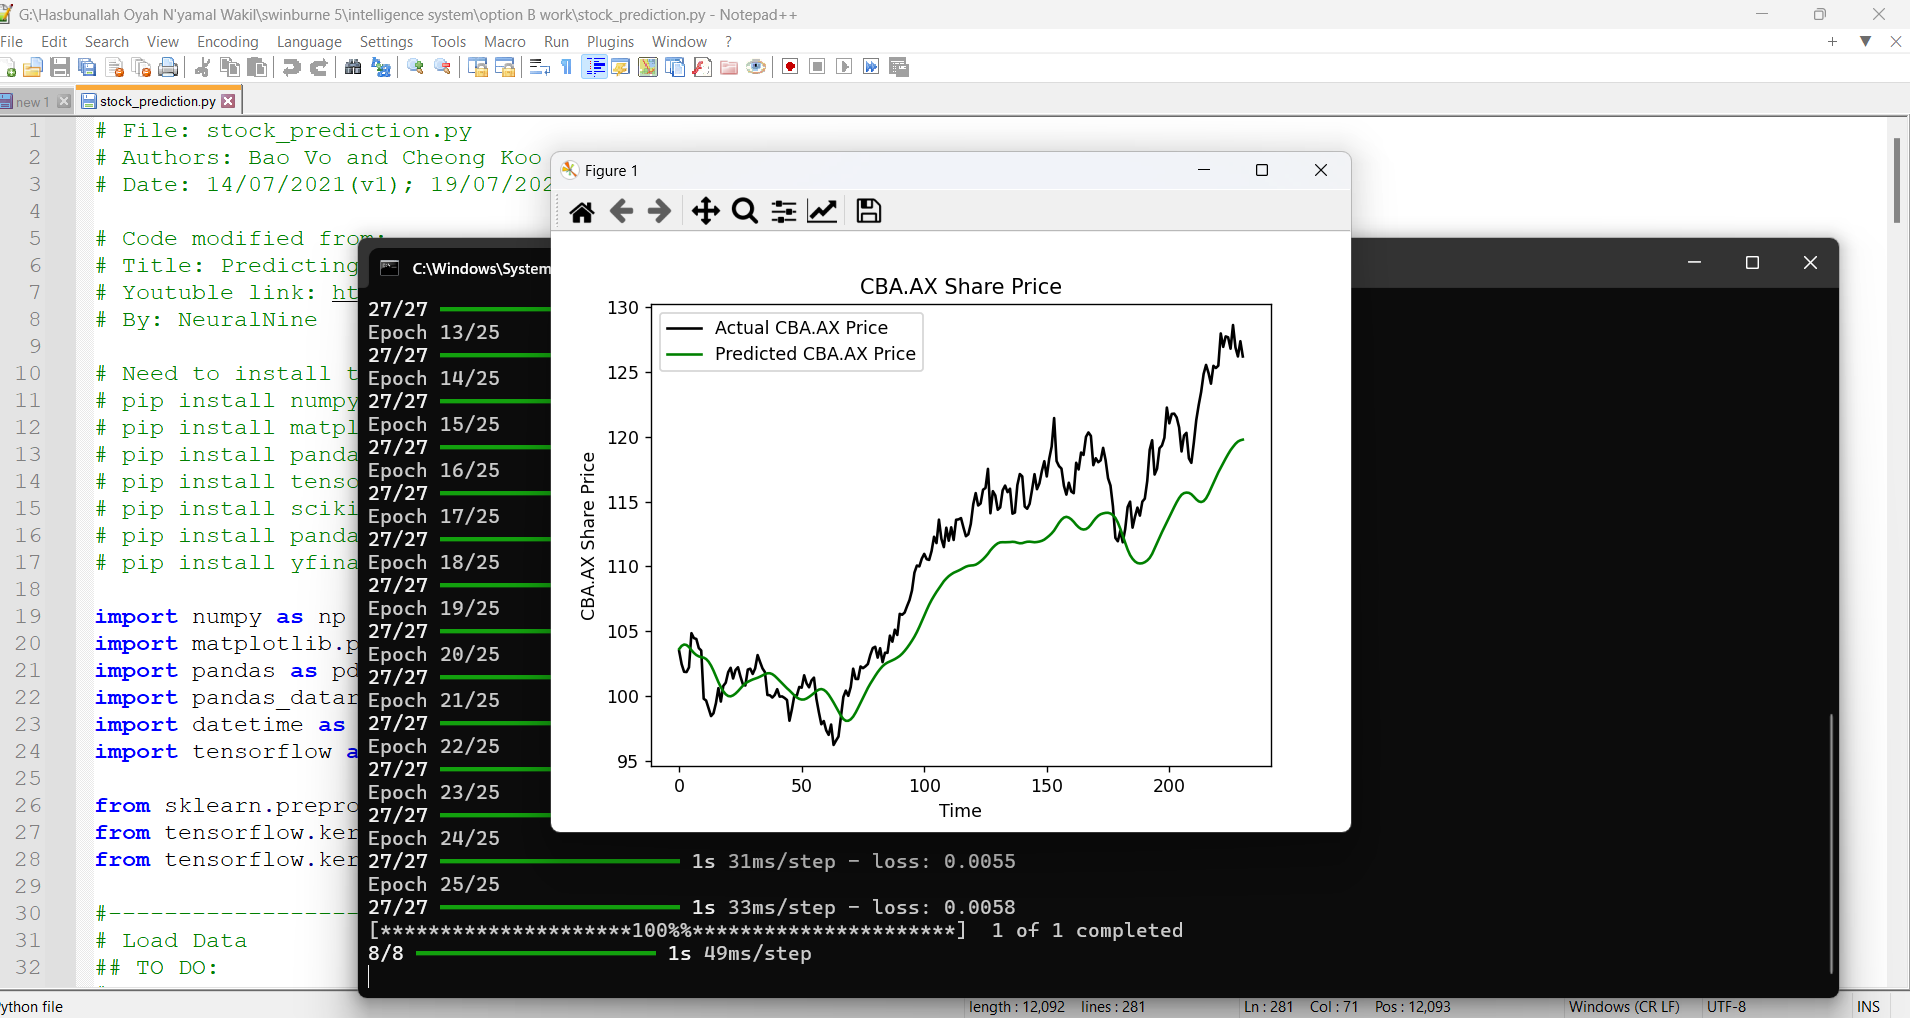 G:\Hasbunallah Oyah N'yamal Wakil\swinburne 5\intelligence system\option B work\stock_prediction.py - Notepad++
File Edit Search View Encoding Language Settings Tools Macro Run Plugins Window ?
new 1 stock_prediction.py
1 # File: stock_prediction.py
2 # Authors: Bao Vo and Cheong Koo
3 # Date: 14/07/2021(v1); 19/07/202
4
5 # Code modified from:
6 # Title: Predicting
7 # Youtuble link: ht
8 # By: NeuralNine
9
10 # Need to install t
11 # pip install numpy
12 # pip install matpl
13 # pip install panda
14 # pip install tenso
15 # pip install sciki
16 # pip install panda
17 # pip install yfina
18
19 import numpy as np
20 import matplotlib.p
21 import pandas as pd
22 import pandas_datar
23 import datetime as
24 import tensorflow a
25
26 from sklearn.prepro
27 from tensorflow.ker
28 from tensorflow.ker
29
30 #------------------
31 # Load Data
32 ## TO DO:
C:\Windows\System
27/27
Epoch 13/25
27/27
Epoch 14/25
27/27
Epoch 15/25
27/27
Epoch 16/25
27/27
Epoch 17/25
27/27
Epoch 18/25
27/27
Epoch 19/25
27/27
Epoch 20/25
27/27
Epoch 21/25
27/27
Epoch 22/25
27/27
Epoch 23/25
27/27
Epoch 24/25
27/27 1s 31ms/step - loss: 0.0055
Epoch 25/25
27/27 1s 33ms/step - loss: 0.0058
[*********************100%%**********************] 1 of 1 completed
8/8 1s 49ms/step
Figure 1
CBA.AX Share Price
Actual CBA.AX Price
Predicted CBA.AX Price
CBA.AX Share Price
130
125
120
115
110
105
100
95
0 50 100 150 200
Time
ython file length : 12,092 lines : 281 Ln : 281 Col : 71 Pos : 12,093 Windows (CR LF) UTF-8 INS